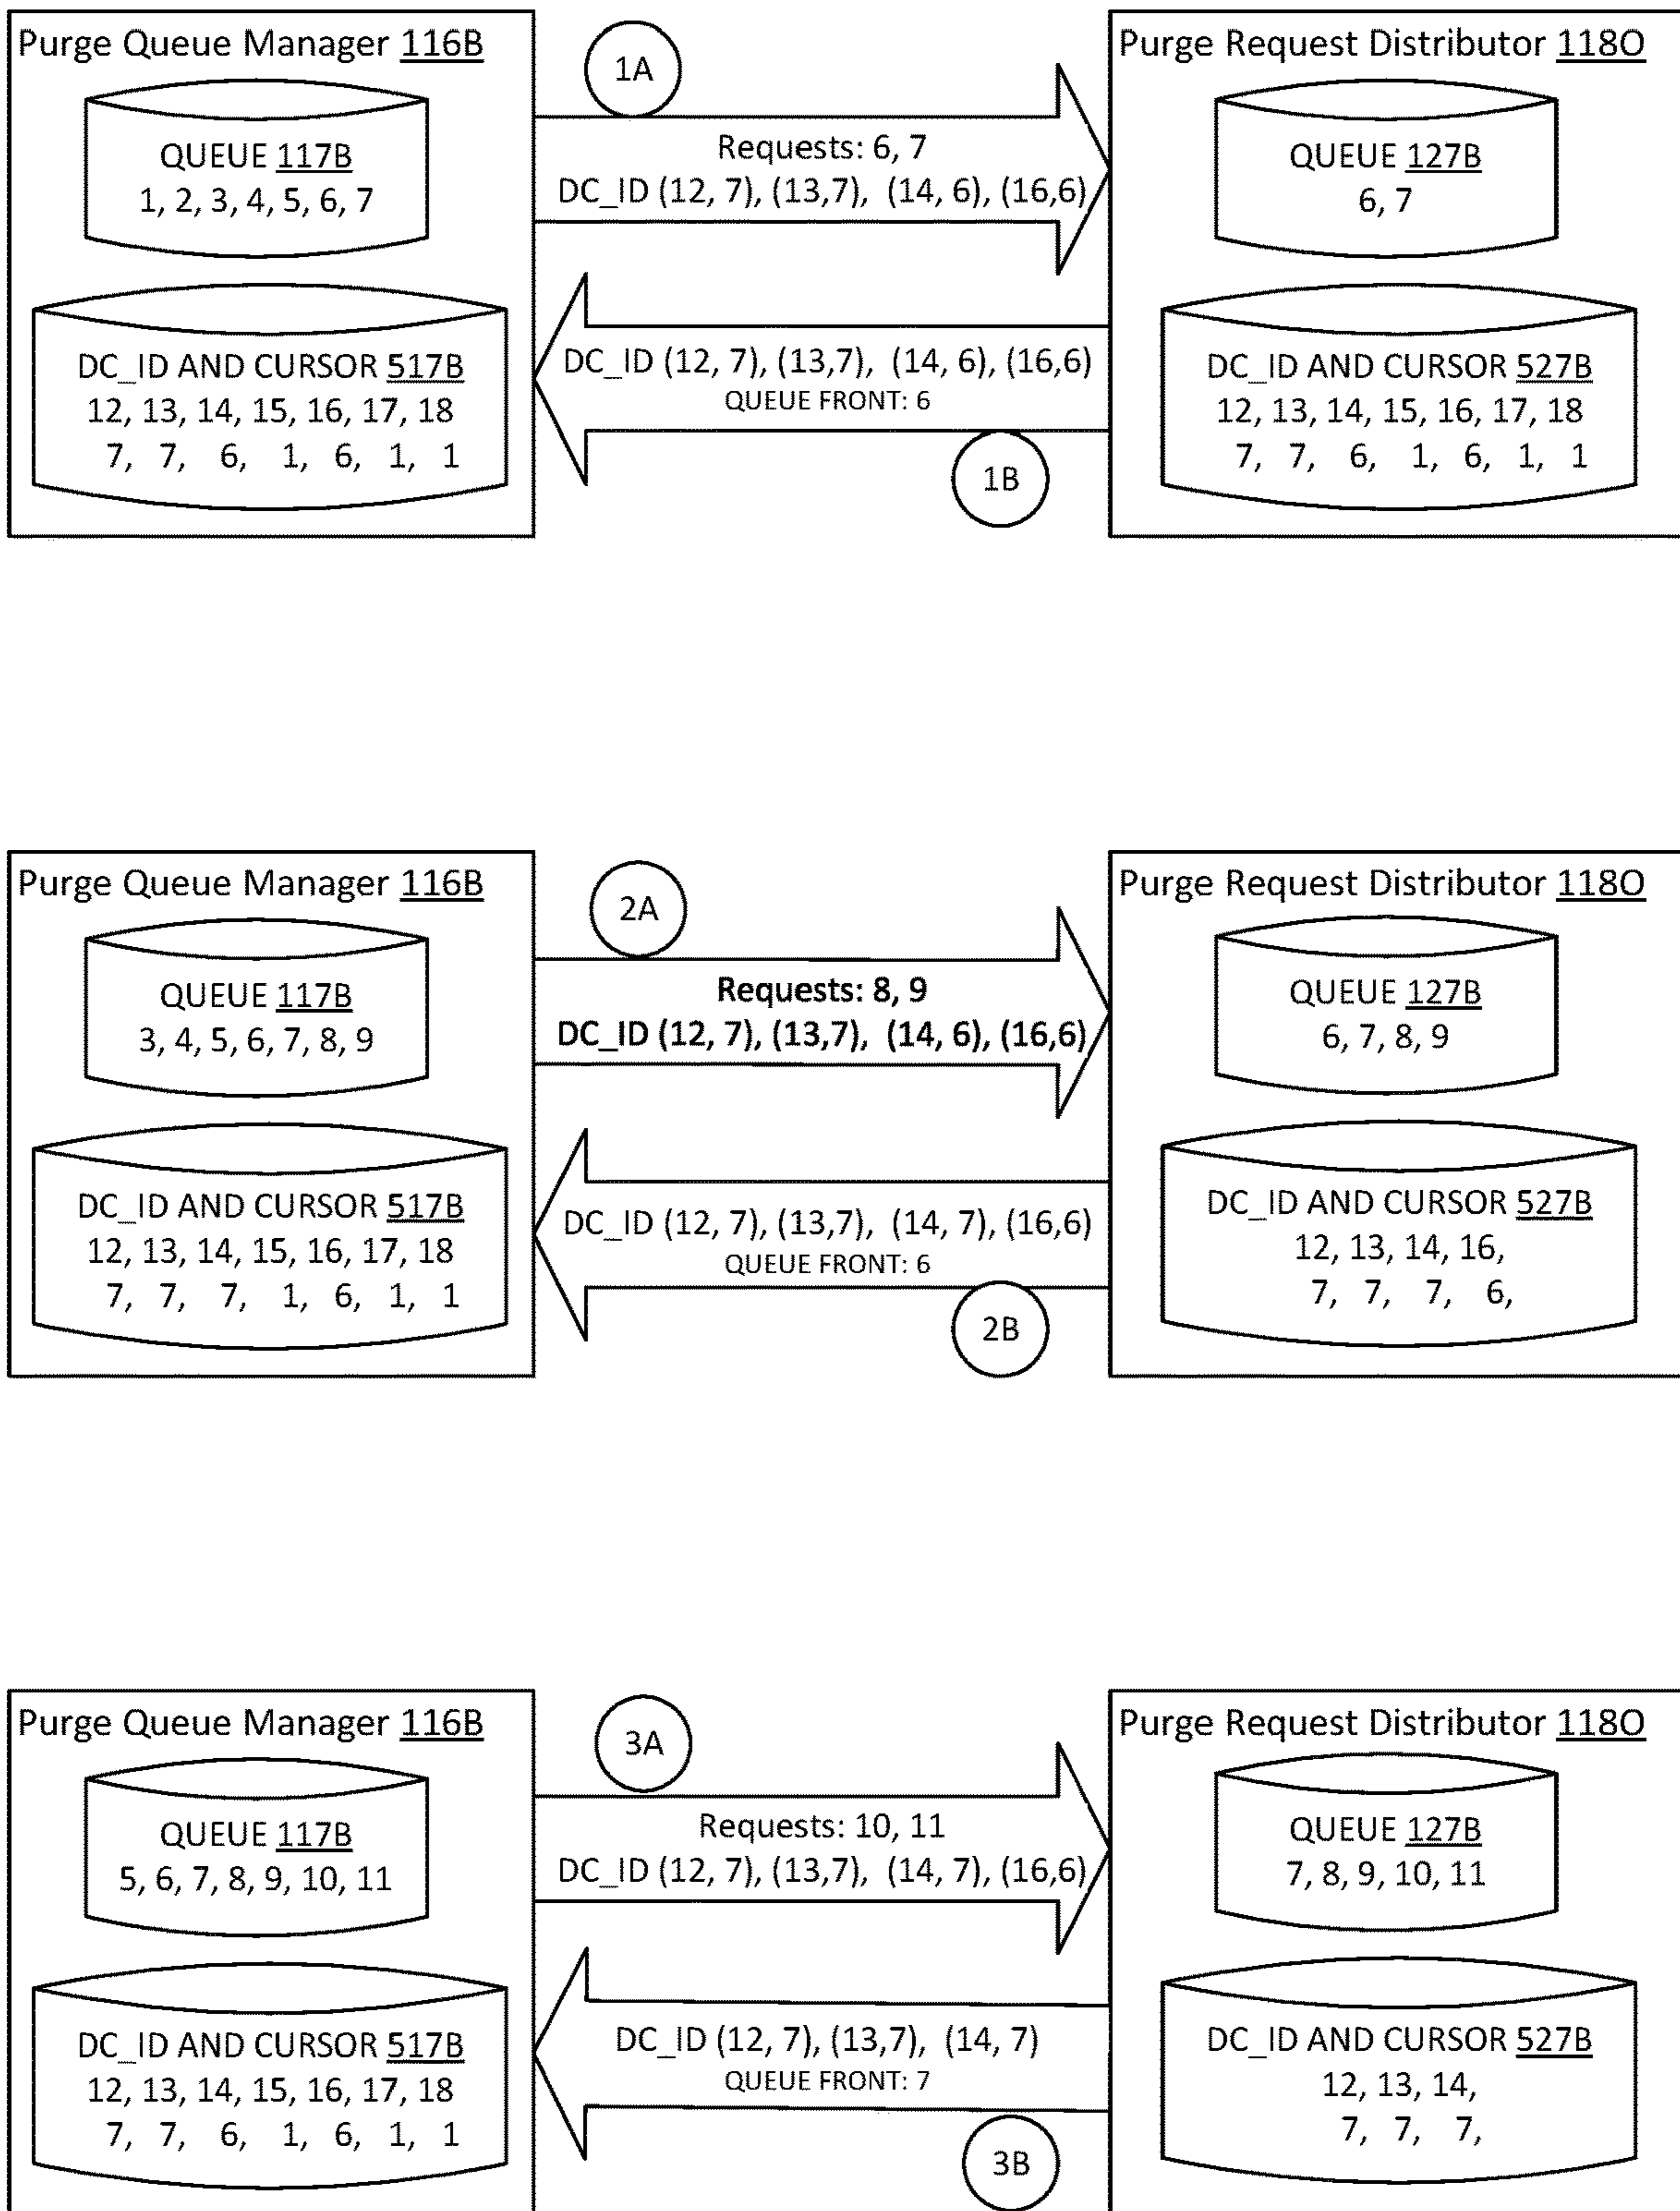 Purge Queue Manager 116B
QUEUE 117B
1, 2, 3, 4, 5, 6, 7
DC_ID AND CURSOR 517B
12, 13, 14, 15, 16, 17, 18
7, 7, 6, 1, 6, 1, 1
1A
Requests: 6, 7
DC_ID (12, 7), (13,7), (14, 6), (16,6)
DC_ID (12, 7), (13,7), (14, 6), (16,6)
QUEUE FRONT: 6
1B
Purge Request Distributor 118O
QUEUE 127B
6, 7
DC_ID AND CURSOR 527B
12, 13, 14, 15, 16, 17, 18
7, 7, 6, 1, 6, 1, 1
Purge Queue Manager 116B
QUEUE 117B
3, 4, 5, 6, 7, 8, 9
DC_ID AND CURSOR 517B
12, 13, 14, 15, 16, 17, 18
7, 7, 7, 1, 6, 1, 1
2A
Requests: 8, 9
DC_ID (12, 7), (13,7), (14, 6), (16,6)
DC_ID (12, 7), (13,7), (14, 7), (16,6)
QUEUE FRONT: 6
2B
Purge Request Distributor 118O
QUEUE 127B
6, 7, 8, 9
DC_ID AND CURSOR 527B
12, 13, 14, 16,
7, 7, 7, 6,
Purge Queue Manager 116B
QUEUE 117B
5, 6, 7, 8, 9, 10, 11
DC_ID AND CURSOR 517B
12, 13, 14, 15, 16, 17, 18
7, 7, 6, 1, 6, 1, 1
3A
Requests: 10, 11
DC_ID (12, 7), (13,7), (14, 7), (16,6)
DC_ID (12, 7), (13,7), (14, 7)
QUEUE FRONT: 7
3B
Purge Request Distributor 118O
QUEUE 127B
7, 8, 9, 10, 11
DC_ID AND CURSOR 527B
12, 13, 14,
7, 7, 7,